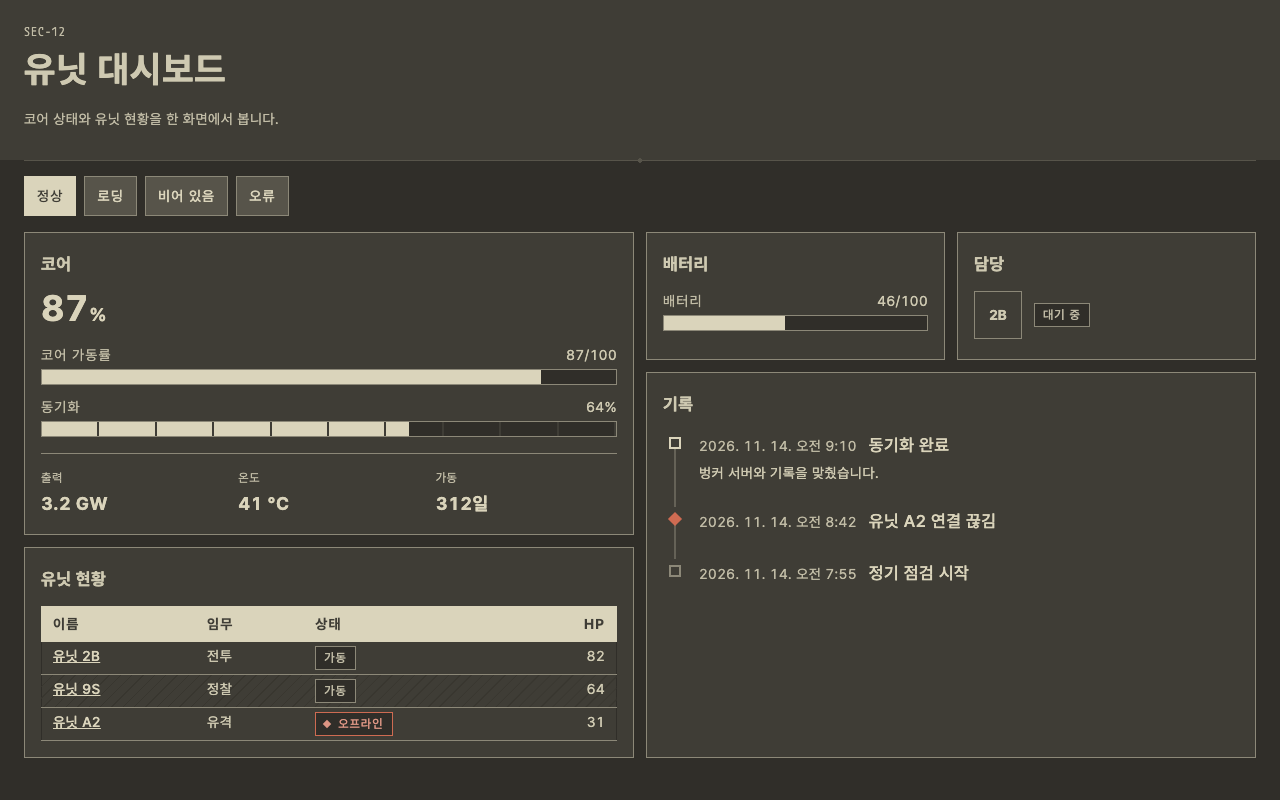 SEC-12
유닛 대시보드
코어 상태와 유닛 현황을 한 화면에서 봅니다.
정상 로딩 비어 있음 오류
코어
87%
코어 가동률 87/100
동기화 64%
출력 온도 가동
3.2 GW 41 °C 312일
배터리
배터리 46/100
담당
2B 대기 중
유닛 현황
이름 임무 상태 HP
유닛 2B 전투 가동 82
유닛 9S 정찰 가동 64
유닛 A2 유격 오프라인 31
기록
2026. 11. 14. 오전 9:10 동기화 완료
벙커 서버와 기록을 맞췄습니다.
2026. 11. 14. 오전 8:42 유닛 A2 연결 끊김
2026. 11. 14. 오전 7:55 정기 점검 시작